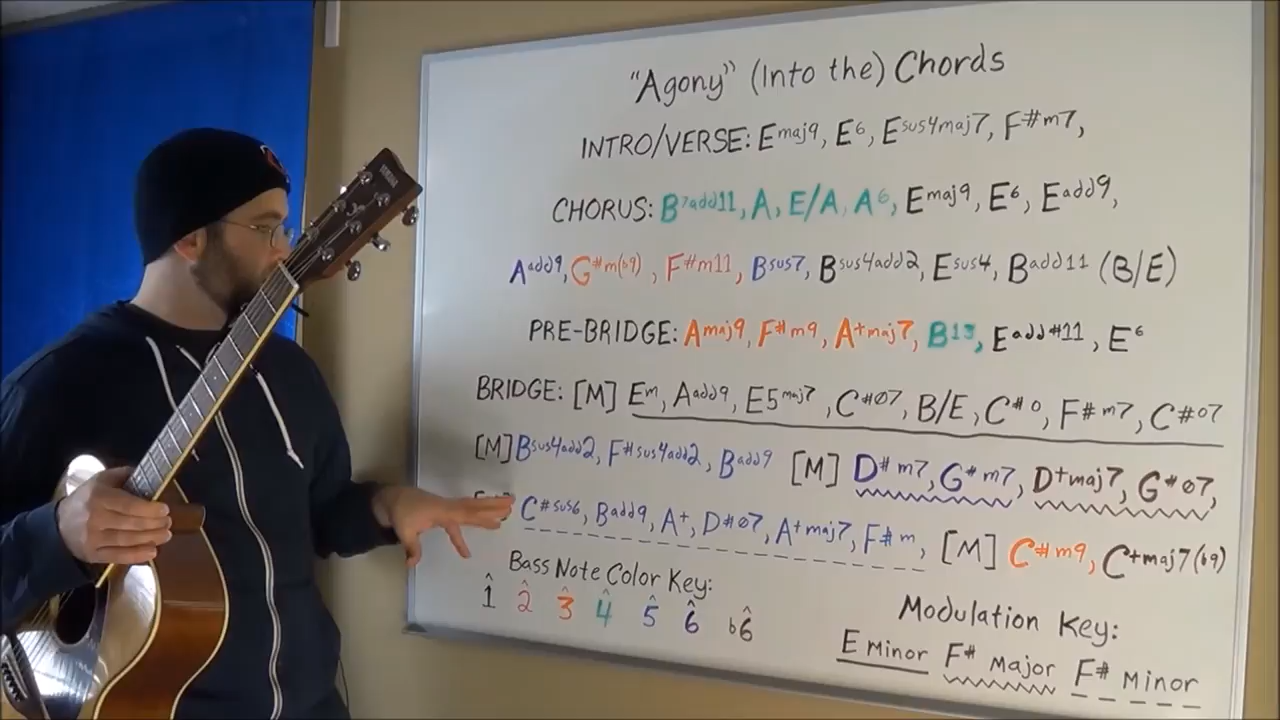 "Agony" (Into the) Chords
INTRO/VERSE: Emaj9, E6, Esus4maj7, F#m7,
CHORUS: B7add11, A, E/A, A6, Emaj9, E6, Eadd9,
Aadd9, G#m(b9), F#m11, Bsus7, Bsus4add2, Esus4, Badd11 (B/E)
PRE-BRIDGE: Amaj9, F#m9, A+maj7, B13, Eadd#11, E6
BRIDGE: [M] Em, Aadd9, E5maj7, C#ø7, B/E, C#o, F#m7, C#ø7
[M] Bsus4add2, F#sus4add2, Badd9 [M] D#m7, G#m7, D+maj7, G#ø7,
C#sus6, Badd9, A+, D#ø7, A+maj7, F#m, [M] C#m9, C+maj7(b9)
Bass Note Color Key:
1̂ 2̂ 3̂ 4̂ 5̂ 6̂ b6̂
Modulation Key:
E minor F# major F# minor
YAMAHA